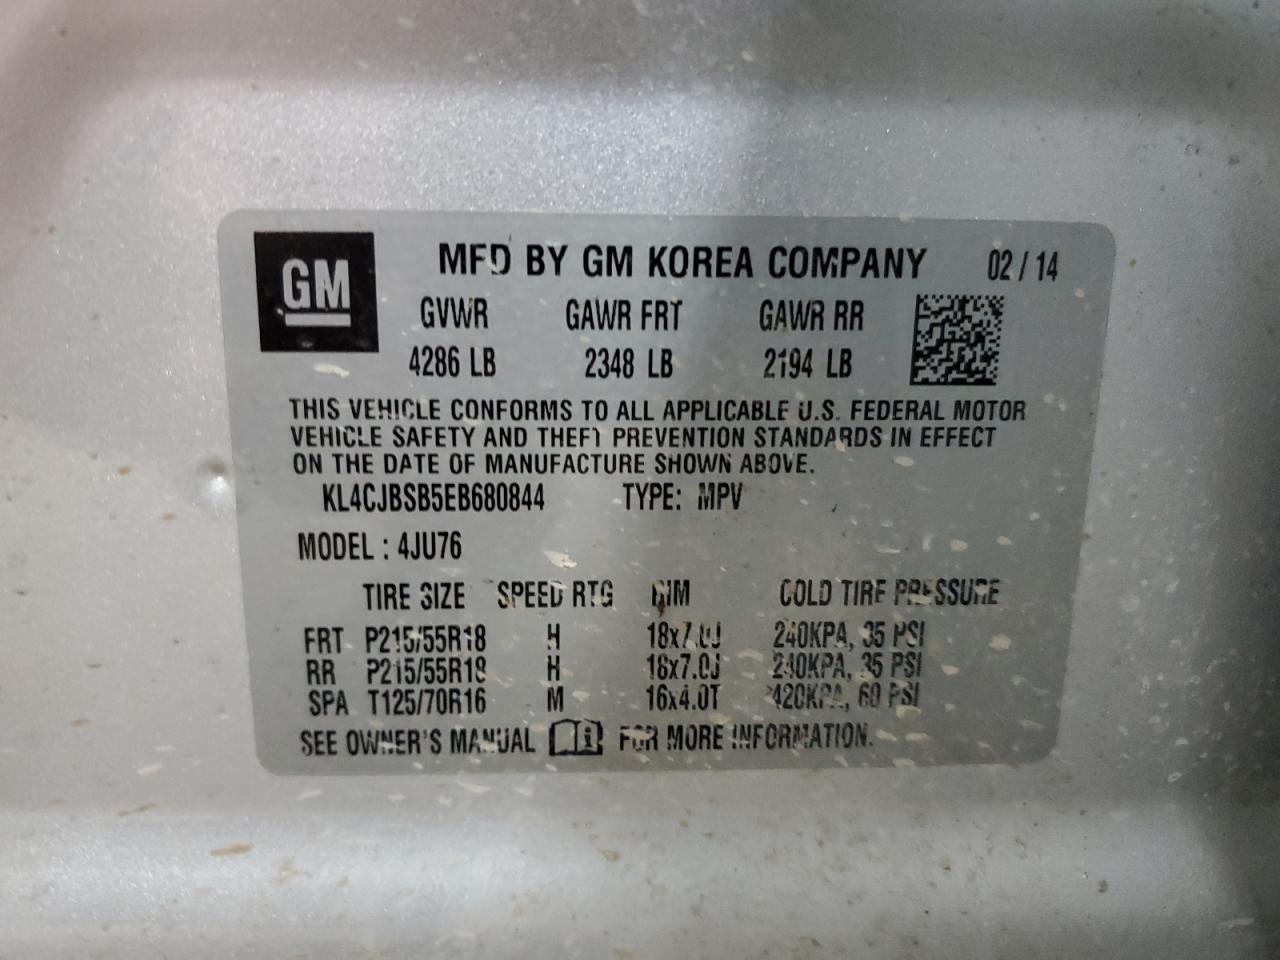 GM
MFD BY GM KOREA COMPANY 02/14
GVWR GAWR FRT GAWR RR
4286 LB 2348 LB 2194 LB
THIS VEHICLE CONFORMS TO ALL APPLICABLE U.S. FEDERAL MOTOR
VEHICLE SAFETY AND THEFT PREVENTION STANDARDS IN EFFECT
ON THE DATE OF MANUFACTURE SHOWN ABOVE.
KL4CJBSB5EB680844 TYPE: MPV
MODEL : 4JU76
TIRE SIZE SPEED RTG RIM COLD TIRE PRESSURE
FRT P215/55R18 H 18x7.0J 240KPA, 35 PSI
RR P215/55R18 H 18x7.0J 240KPA, 35 PSI
SPA T125/70R16 M 16x4.0T 420KPA, 60 PSI
SEE OWNER'S MANUAL i FOR MORE INFORMATION.